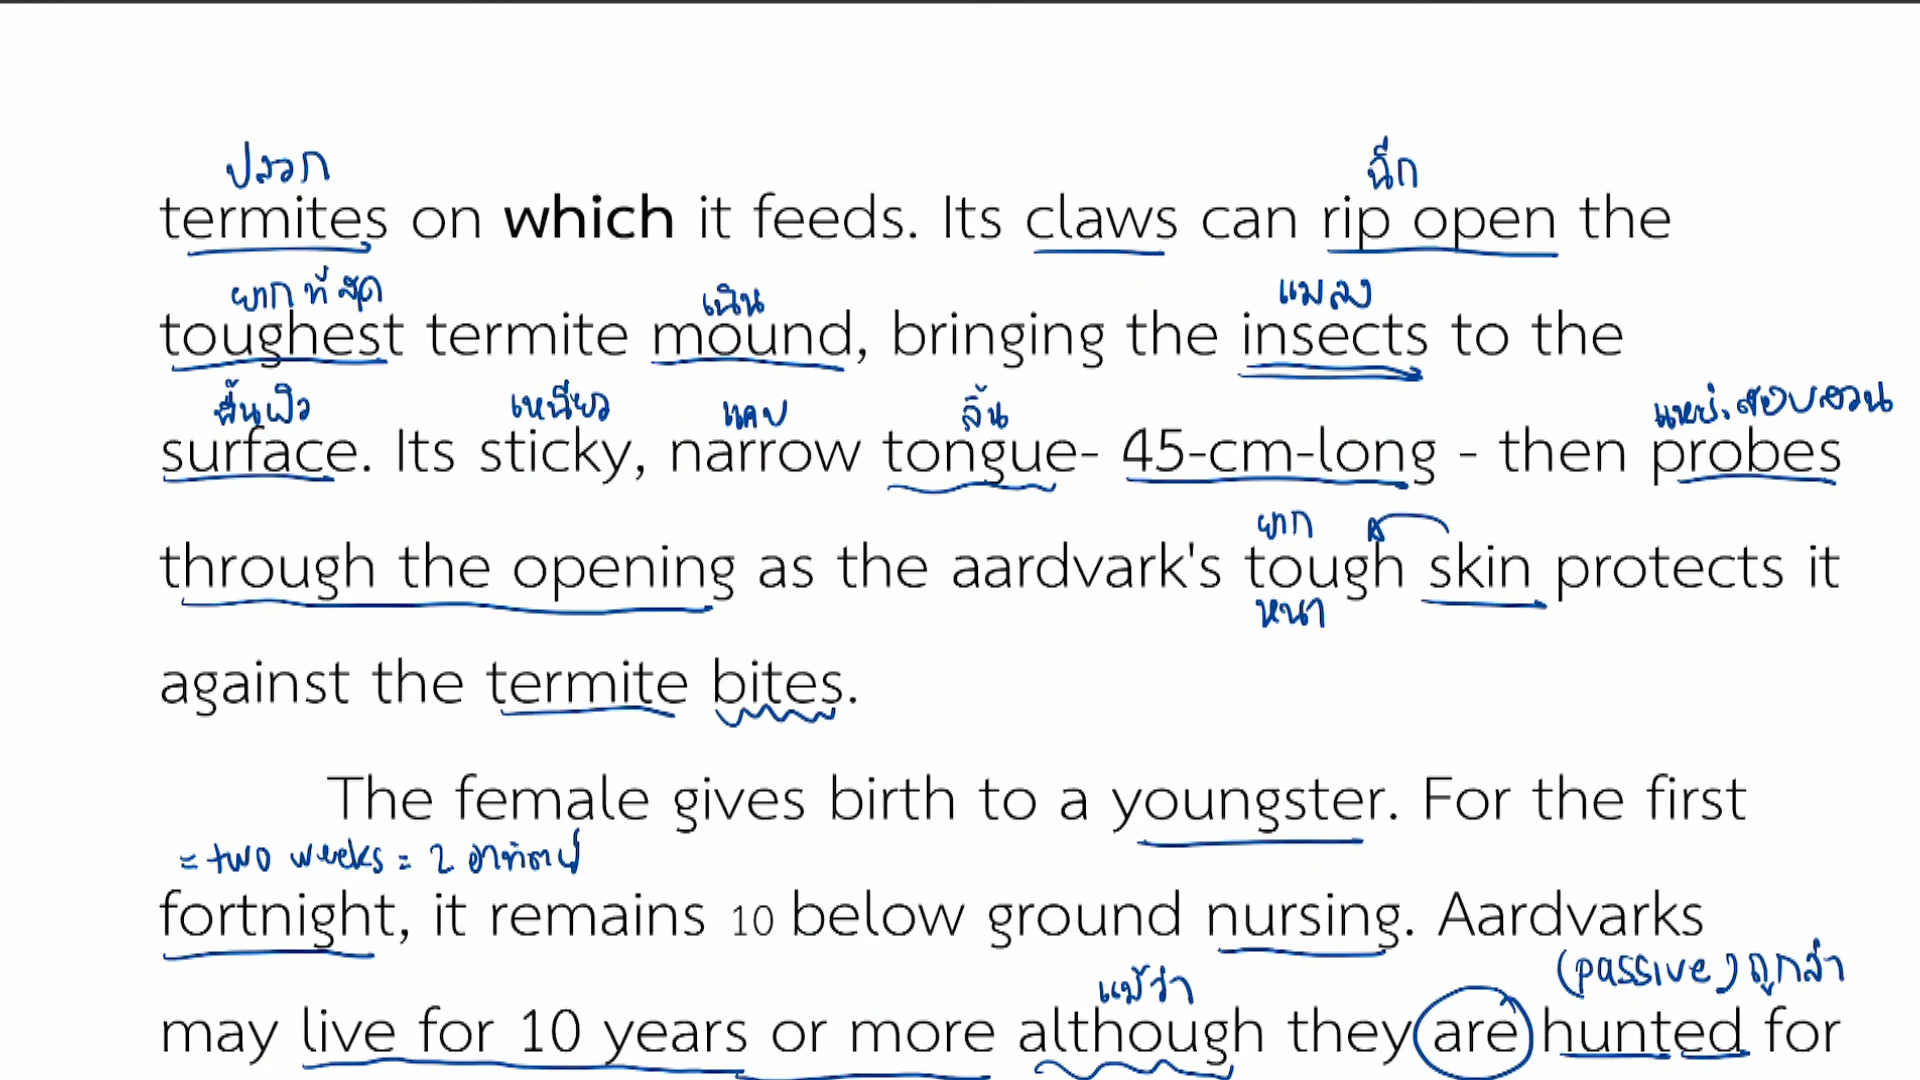 ปลวก ฉีก
termites on which it feeds. Its claws can rip open the
ยากที่สุด เนิน แมลง
toughest termite mound, bringing the insects to the
พื้นผิว เหนียว แคบ ลิ้น แหย่, สอบสวน
surface. Its sticky, narrow tongue- 45-cm-long - then probes
ยาก
through the opening as the aardvark's tough skin protects it
หนา
against the termite bites.
The female gives birth to a youngster. For the first
= two weeks = 2 อาทิตย์
fortnight, it remains 10 below ground nursing. Aardvarks
แม้ว่า (passive) ถูกล่า
may live for 10 years or more although they are hunted for